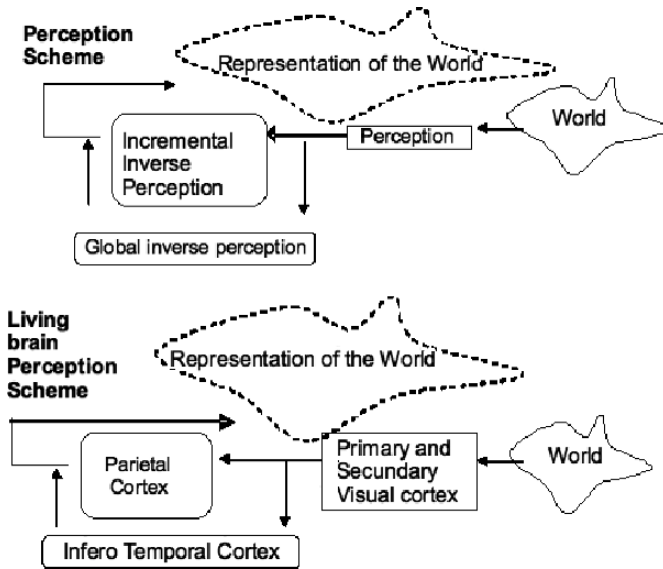 Perception
Scheme
Representation of the World
World
Incremental
Inverse
Perception
Perception
Global inverse perception
Living
brain
Perception
Scheme
Representation of the World
Parietal
Cortex
Primary and
Secundary
Visual cortex
World
Infero Temporal Cortex